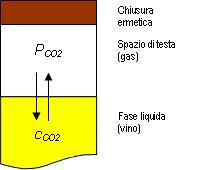 Chiusura
ermetica
PCO2
Spazio di testa
(gas)
cCO2
Fase liquida
(vino)